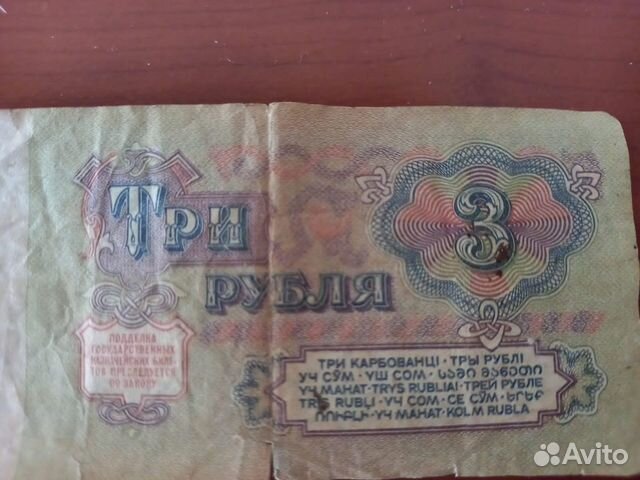 ТРИ
РУБЛЯ
3
ПОДДЕЛКА
ГОСУДАРСТВЕННЫХ
КАЗНАЧЕЙСКИХ БИЛЕ-
ТОВ ПРЕСЛЕДУЕТСЯ
ПО ЗАКОНУ
ТРИ КАРБОВАНЦІ · ТРЫ РУБЛІ
УЧ СЎМ · УШ СОМ · ᲡᲐᲛᲘ ᲛᲐᲜᲔᲗᲘ
УЧ МАНАТ · TRYS RUBLIAI · ТРЕЙ РУБЛЕ
TRĪS RUBĻI · УЧ СОМ · СЕ СӮМ · ԵՐԵՔ
ՌՈՒԲԼԻ · УЧ МАНАТ · KOLM RUBLA
Avito